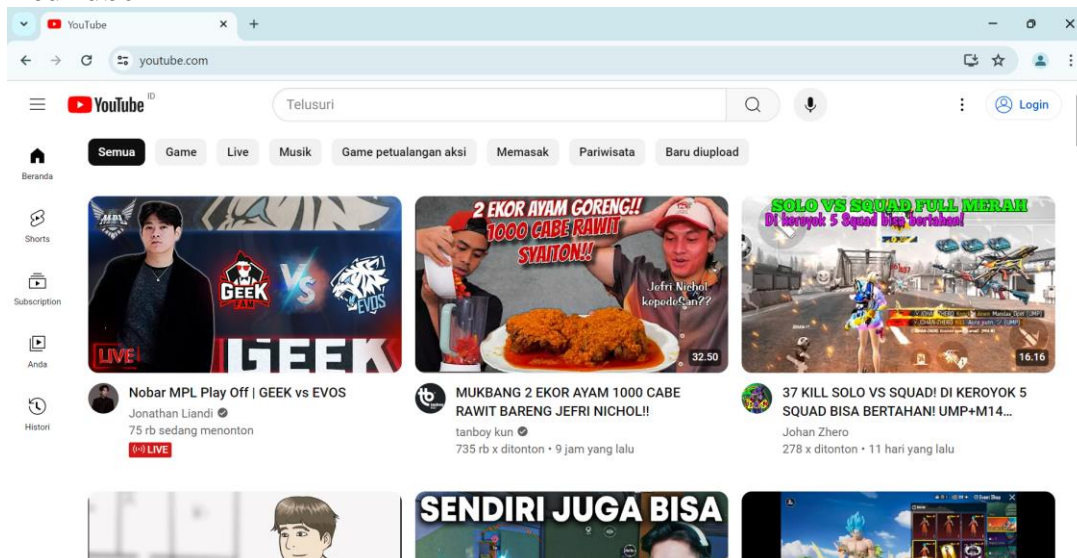 YouTube
youtube.com
YouTube ID
Telusuri
Login
Semua Game Live Musik Game petualangan aksi Memasak Pariwisata Baru diupload
Beranda
Shorts
Subscription
Anda
Histori
GEEK FAM VS EVOS
LIVE
GEEK
Nobar MPL Play Off | GEEK vs EVOS
Jonathan Liandi
75 rb sedang menonton
LIVE
2 EKOR AYAM GORENG!!
1000 CABE RAWIT
SYAITON!!
Jefri Nichol
kepedesan??
32.50
MUKBANG 2 EKOR AYAM 1000 CABE
RAWIT BARENG JEFRI NICHOL!!
tanboy kun
735 rb x ditonton • 9 jam yang lalu
SOLO VS SQUAD FULL MERAH
Di keroyok 5 Squad bisa bertahan!
16.16
37 KILL SOLO VS SQUAD! DI KEROYOK 5
SQUAD BISA BERTAHAN! UMP+M14...
Johan Zhero
278 x ditonton • 11 hari yang lalu
SENDIRI JUGA BISA